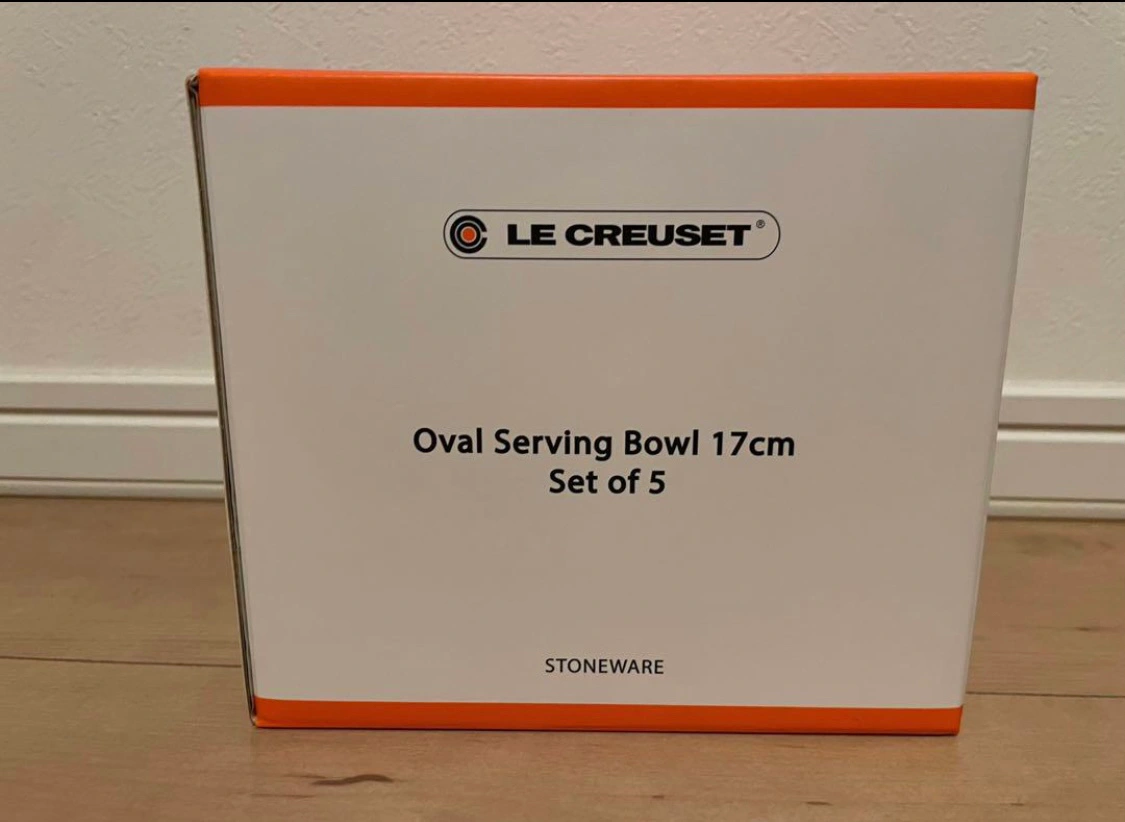 LE CREUSET®
Oval Serving Bowl 17cm
Set of 5
STONEWARE